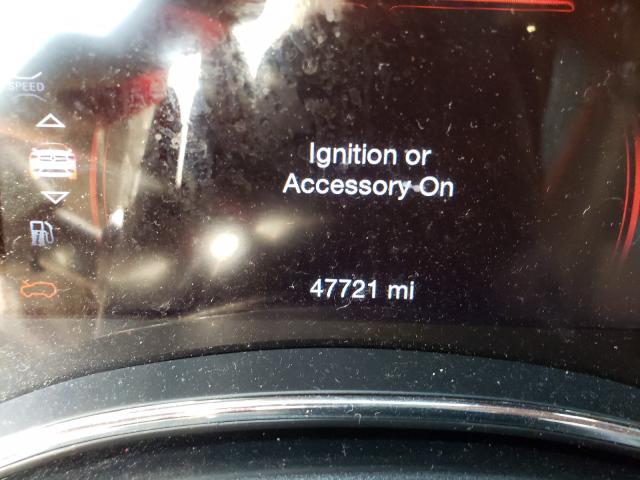 SPEED
Ignition or
Accessory On
47721 mi